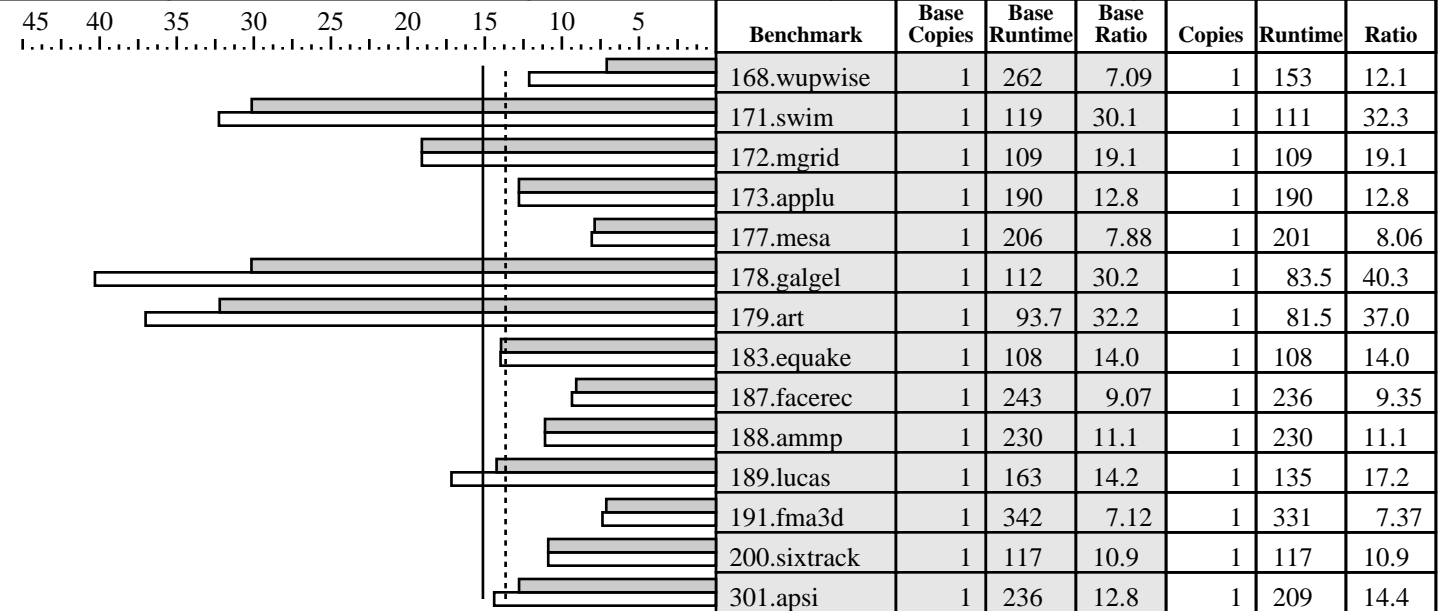 45 40 35 30 25 20 15 10 5
Benchmark Base Copies Base Runtime Base Ratio Copies Runtime Ratio
168.wupwise 1 262 7.09 1 153 12.1
171.swim 1 119 30.1 1 111 32.3
172.mgrid 1 109 19.1 1 109 19.1
173.applu 1 190 12.8 1 190 12.8
177.mesa 1 206 7.88 1 201 8.06
178.galgel 1 112 30.2 1 83.5 40.3
179.art 1 93.7 32.2 1 81.5 37.0
183.equake 1 108 14.0 1 108 14.0
187.facerec 1 243 9.07 1 236 9.35
188.ammp 1 230 11.1 1 230 11.1
189.lucas 1 163 14.2 1 135 17.2
191.fma3d 1 342 7.12 1 331 7.37
200.sixtrack 1 117 10.9 1 117 10.9
301.apsi 1 236 12.8 1 209 14.4